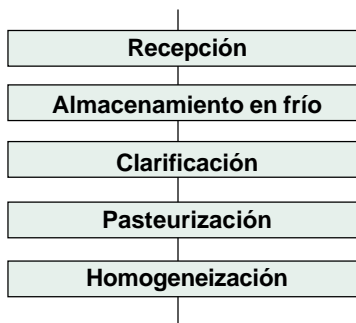 Recepción
Almacenamiento en frío
Clarificación
Pasteurización
Homogeneización